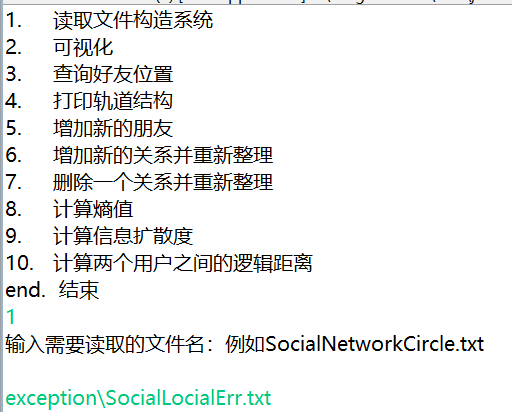 1. 读取文件构造系统
2. 可视化
3. 查询好友位置
4. 打印轨道结构
5. 增加新的朋友
6. 增加新的关系并重新整理
7. 删除一个关系并重新整理
8. 计算熵值
9. 计算信息扩散度
10. 计算两个用户之间的逻辑距离
end. 结束
1
输入需要读取的文件名：例如SocialNetworkCircle.txt
exception\SocialLocialErr.txt